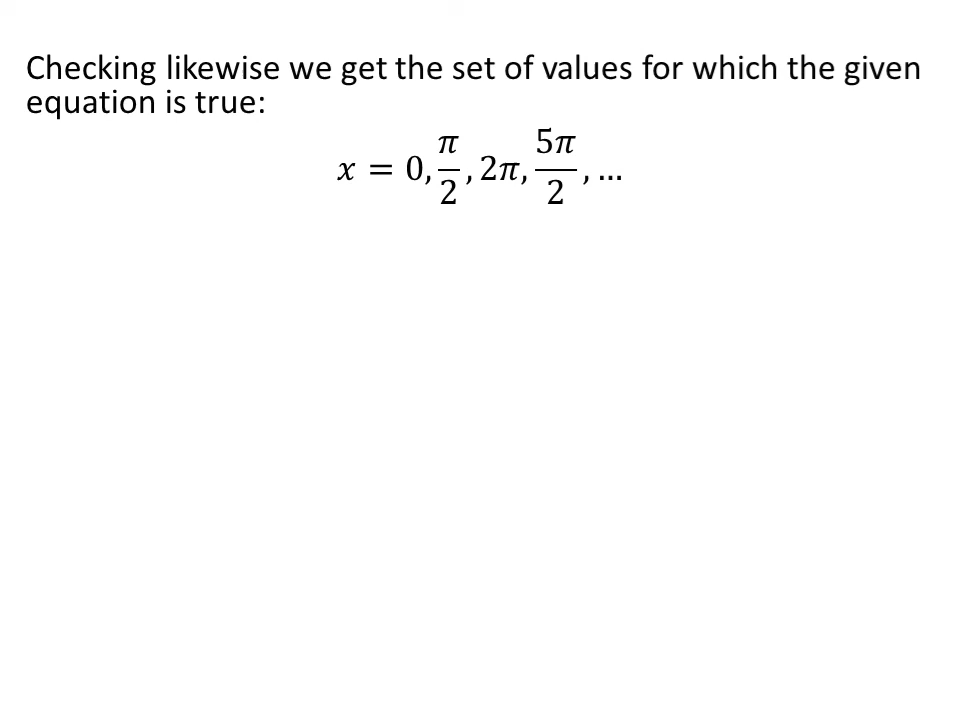 Checking likewise we get the set of values for which the given
equation is true:
𝑥 = 0, 𝜋/2, 2𝜋, 5𝜋/2, …